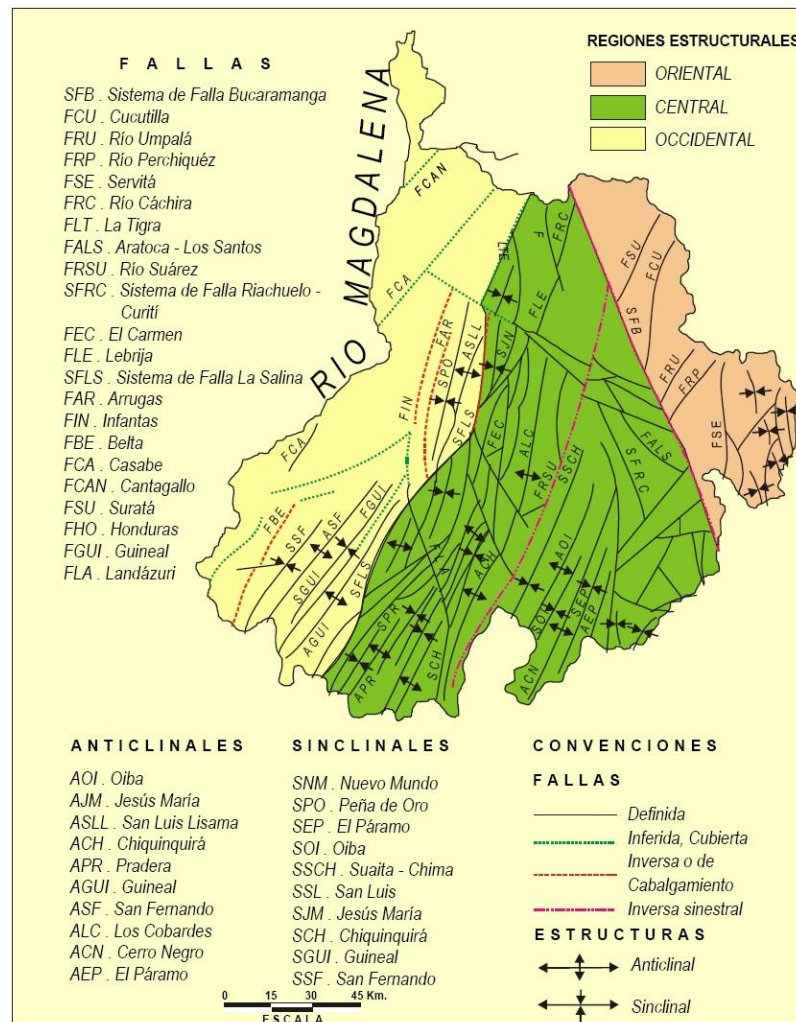 F A L L A S
SFB . Sistema de Falla Bucaramanga
FCU . Cucutilla
FRU . Río Umpalá
FRP . Río Perchiquéz
FSE . Servitá
FRC . Río Cáchira
FLT . La Tigra
FALS . Aratoca - Los Santos
FRSU . Río Suárez
SFRC . Sistema de Falla Riachuelo -
Curití
FEC . El Carmen
FLE . Lebrija
SFLS . Sistema de Falla La Salina
FAR . Arrugas
FIN . Infantas
FBE . Belta
FCA . Casabe
FCAN . Cantagallo
FSU . Suratá
FHO . Honduras
FGUI . Guineal
FLA . Landázuri
REGIONES ESTRUCTURALES
ORIENTAL
CENTRAL
OCCIDENTAL
RIO MAGDALENA
FCAN
FCA
F
FRC
FLE
FSU
FCU
SFB
FRU
FRP
FSE
FAR
ASLL
SPO
SJN
FIN
SFLS
FEC
ALC
FRSU
SSCH
FALS
SFRC
FCA
FBE
SSF
ASF
FGUI
SGUI
SFLS
AGUI
ACH
SPR
APR
SCH
AOI
SEP
AEP
SOH
ACN
ANTICLINALES
AOI . Oiba
AJM . Jesús María
ASLL . San Luis Lisama
ACH . Chiquinquirá
APR . Pradera
AGUI . Guineal
ASF . San Fernando
ALC . Los Cobardes
ACN . Cerro Negro
AEP . El Páramo
SINCLINALES
SNM . Nuevo Mundo
SPO . Peña de Oro
SEP . El Páramo
SOI . Oiba
SSCH . Suaita - Chima
SSL . San Luis
SJM . Jesús María
SCH . Chiquinquirá
SGUI . Guineal
SSF . San Fernando
CONVENCIONES
FALLAS
Definida
Inferida, Cubierta
Inversa o de
Cabalgamiento
Inversa sinestral
ESTRUCTURAS
Anticlinal
Sinclinal
0 15 30 45 Km.
ESCALA